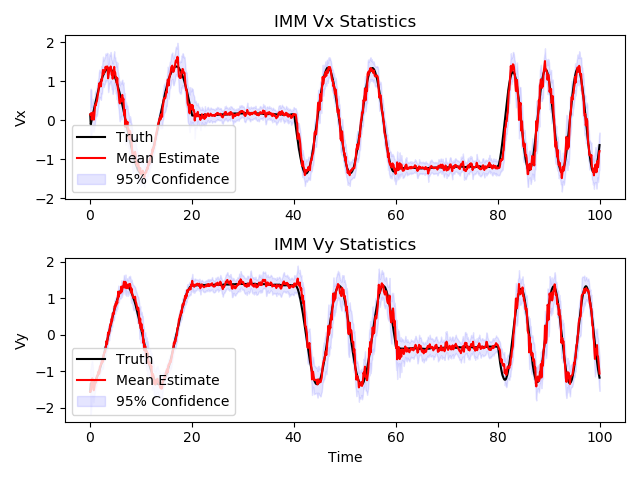 IMM Vx Statistics
2
1
0
−1
−2
Vx
Truth
Mean Estimate
95% Confidence
0
20
40
60
80
100
IMM Vy Statistics
2
1
0
−1
−2
Vy
Truth
Mean Estimate
95% Confidence
0
20
40
60
80
100
Time